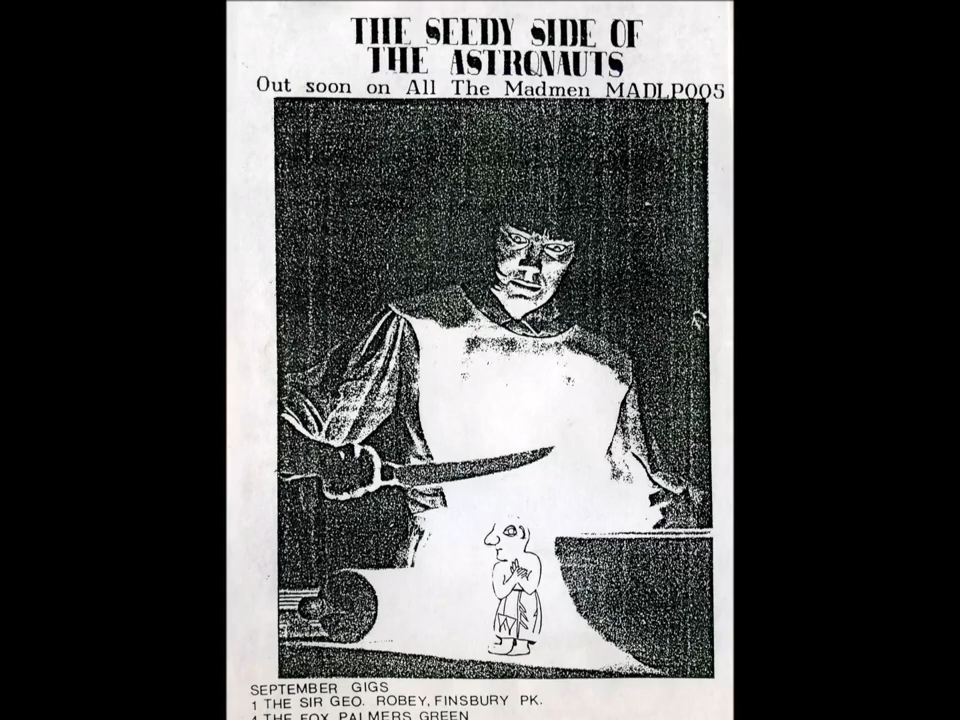 THE SEEDY SIDE OF
THE ASTRONAUTS
Out soon on All The Madmen MADLP005
SEPTEMBER GIGS
1 THE SIR GEO. ROBEY, FINSBURY PK.
4 THE FOX PALMERS GREEN